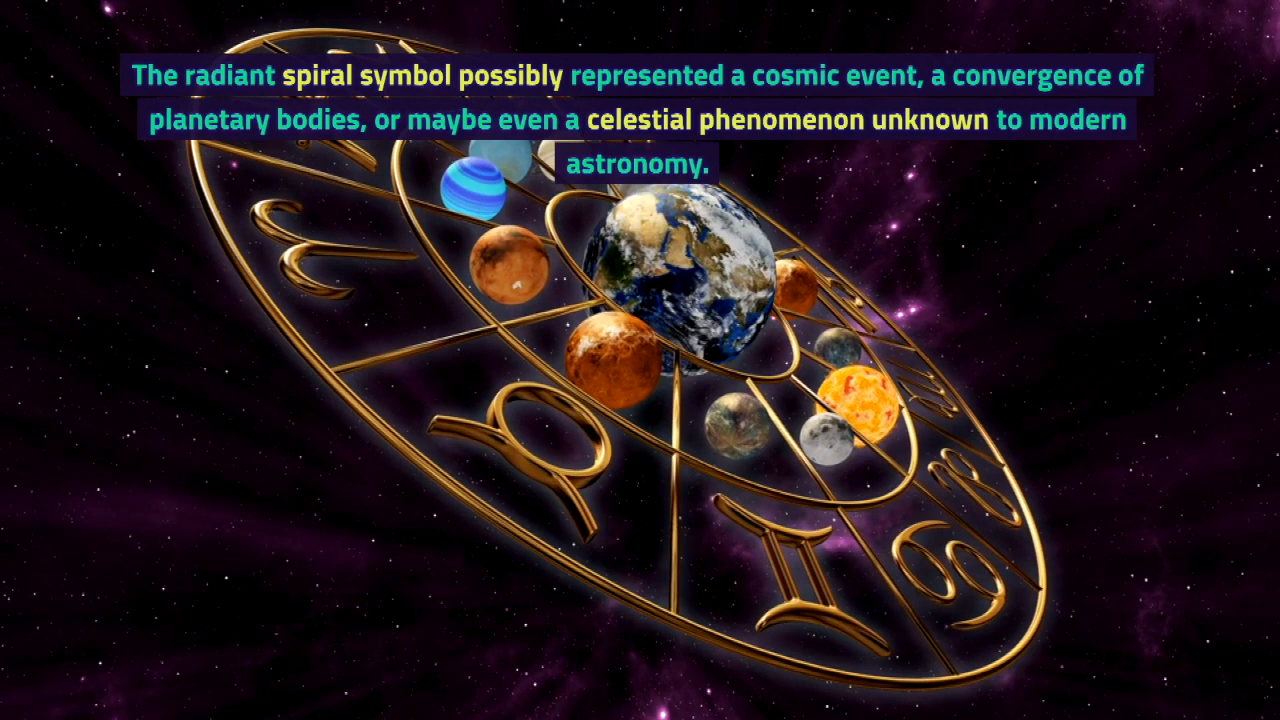 The radiant spiral symbol possibly represented a cosmic event, a convergence of
planetary bodies, or maybe even a celestial phenomenon unknown to modern
astronomy.